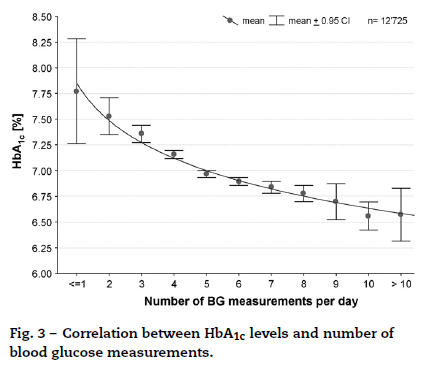 8.50
mean
mean ± 0.95 CI
n= 12'725
8.25
8.00
7.75
7.50
7.25
7.00
6.75
6.50
6.25
6.00
HbA1c [%]
<=1 2 3 4 5 6 7 8 9 10 > 10
Number of BG measurements per day
Fig. 3 – Correlation between HbA1c levels and number of
blood glucose measurements.